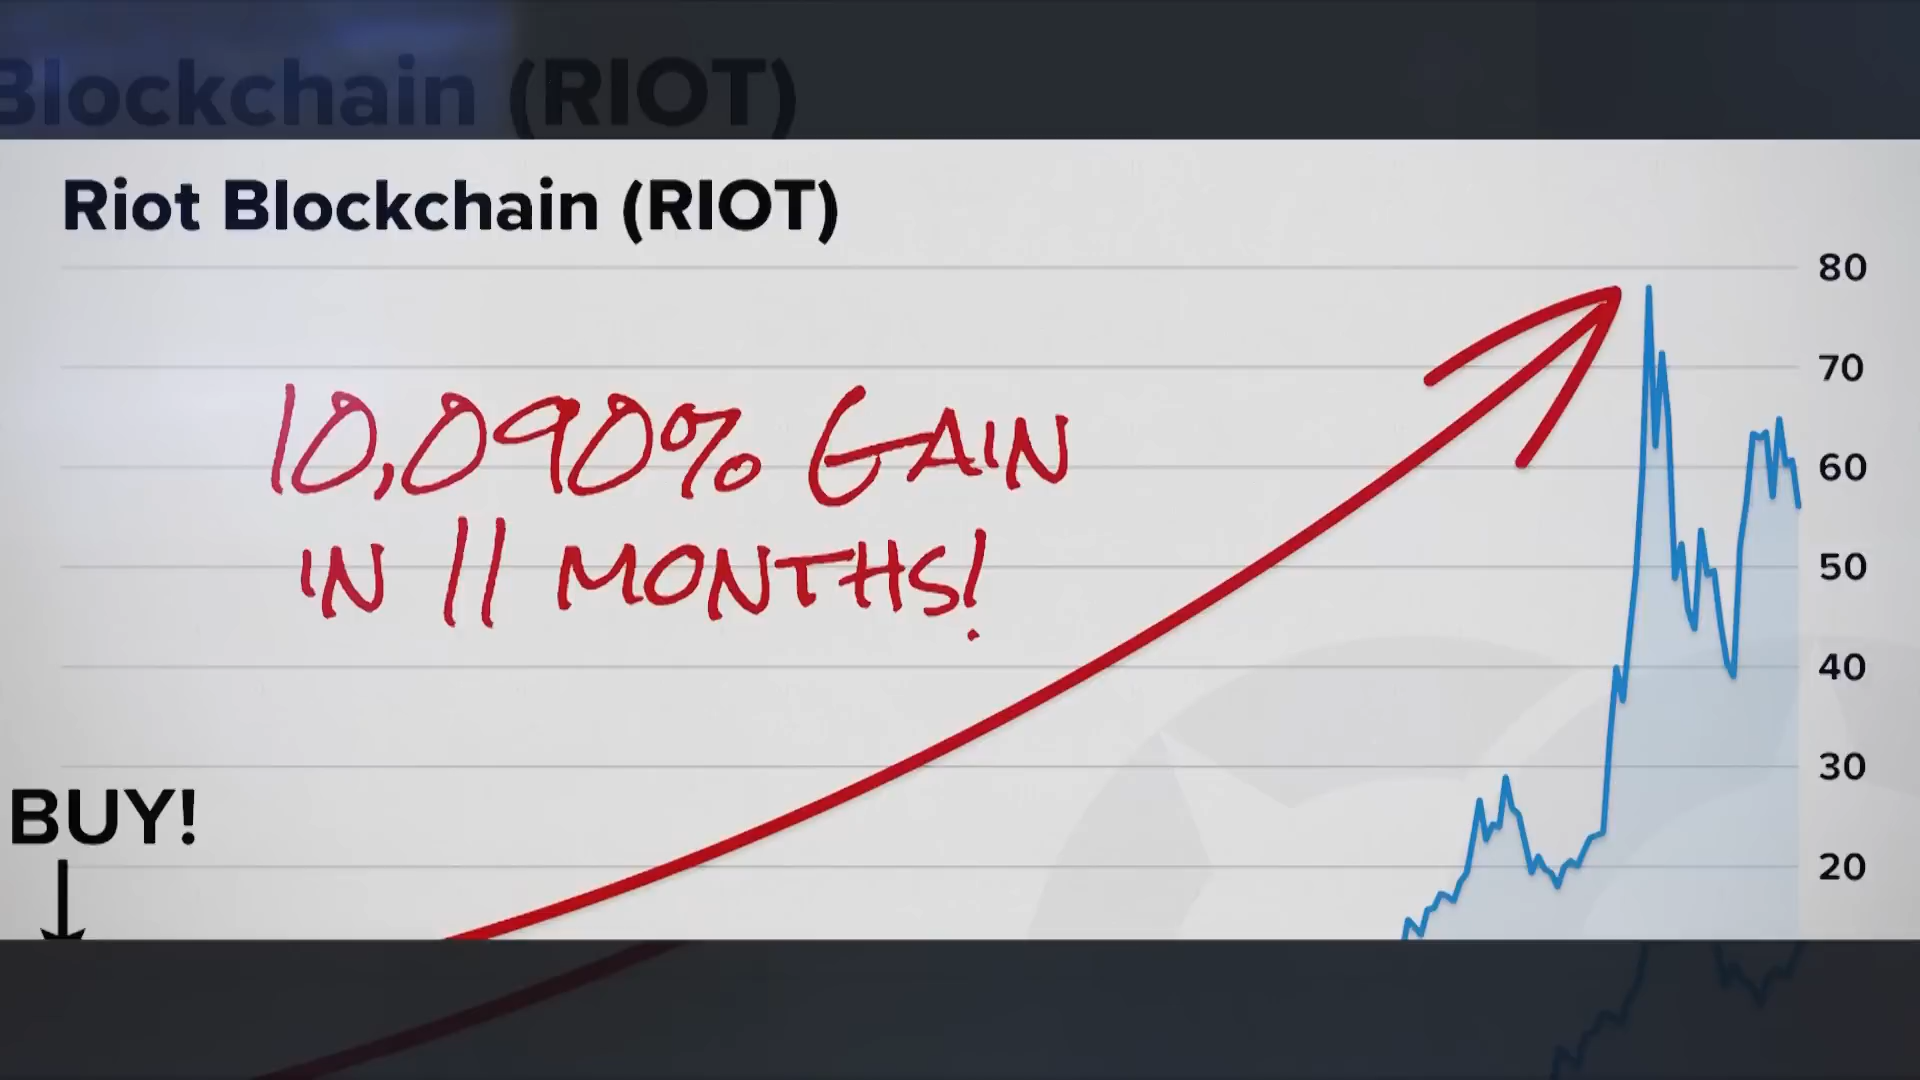 Blockchain (RIOT)
Riot Blockchain (RIOT)
80
70
10,090% GAIN
60
IN 11 MONTHS!
50
40
30
BUY!
20